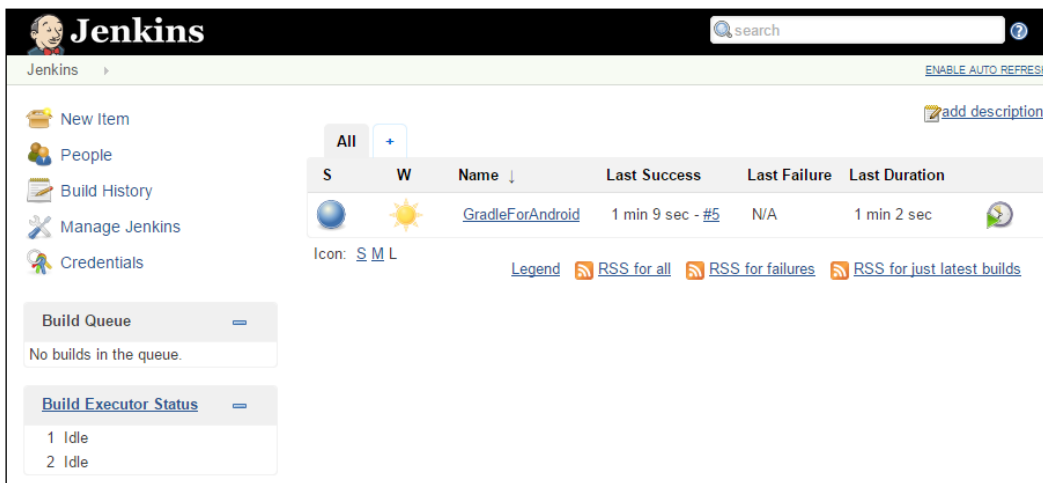 Jenkins
search
Jenkins
ENABLE AUTO REFRESH
New Item
People
Build History
Manage Jenkins
Credentials
Build Queue
No builds in the queue.
Build Executor Status
1 Idle
2 Idle
add description
All +
S W Name ↓ Last Success Last Failure Last Duration
GradleForAndroid 1 min 9 sec - #5 N/A 1 min 2 sec
Icon: S M L
Legend RSS for all RSS for failures RSS for just latest builds